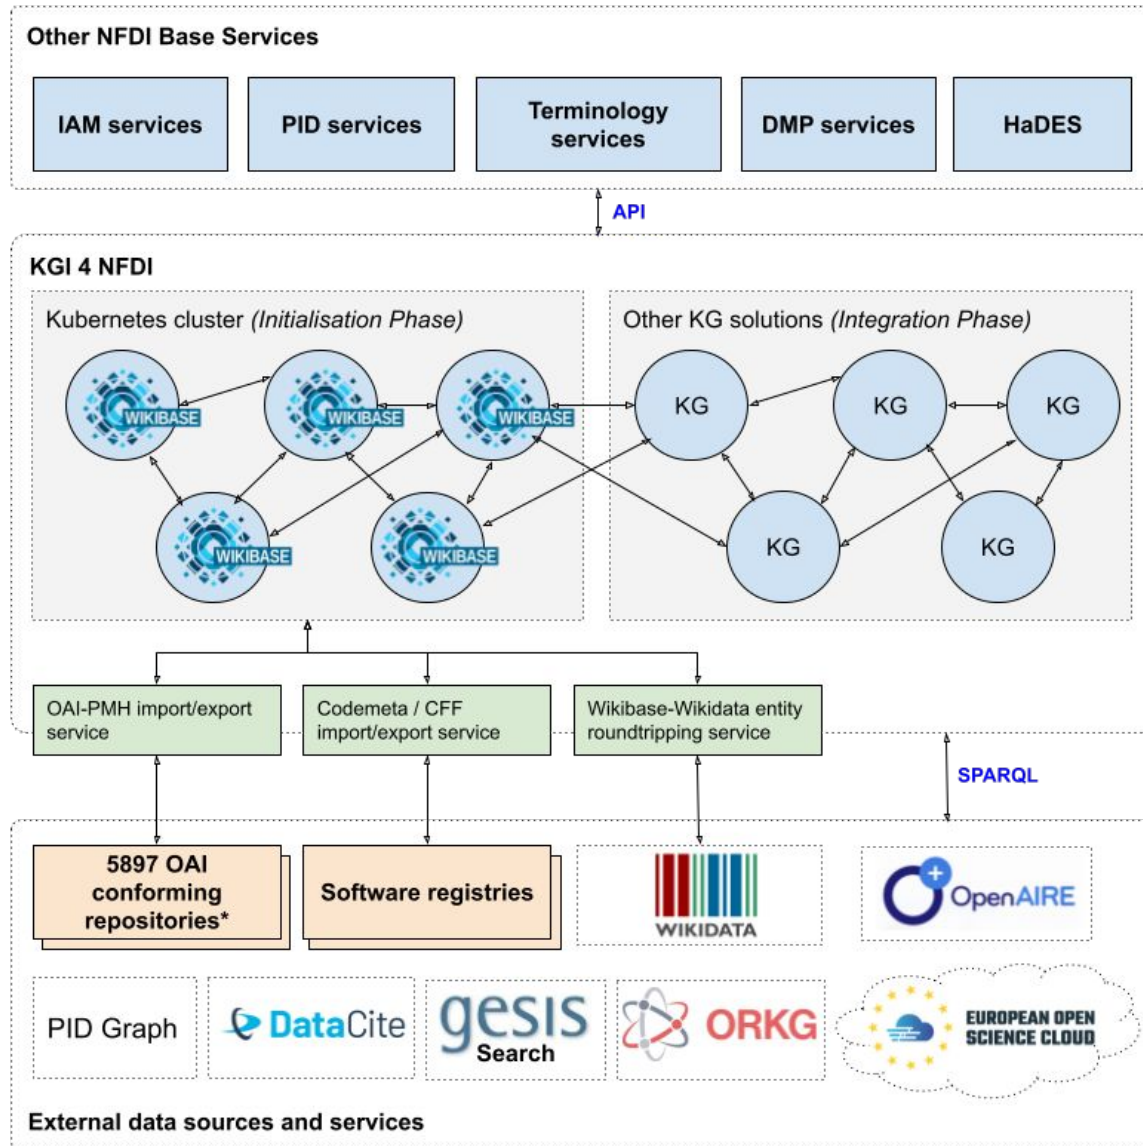 Other NFDI Base Services
IAM services
PID services
Terminology
services
DMP services
HaDES
API
KGI 4 NFDI
Kubernetes cluster (Initialisation Phase)
Other KG solutions (Integration Phase)
WIKIBASE
WIKIBASE
WIKIBASE
KG
KG
KG
WIKIBASE
WIKIBASE
KG
KG
OAI-PMH import/export
service
Codemeta / CFF
import/export service
Wikibase-Wikidata entity
roundtripping service
SPARQL
5897 OAI
conforming
repositories*
Software registries
WIKIDATA
OpenAIRE
PID Graph
DataCite
gesis
Search
ORKG
EUROPEAN OPEN
SCIENCE CLOUD
External data sources and services